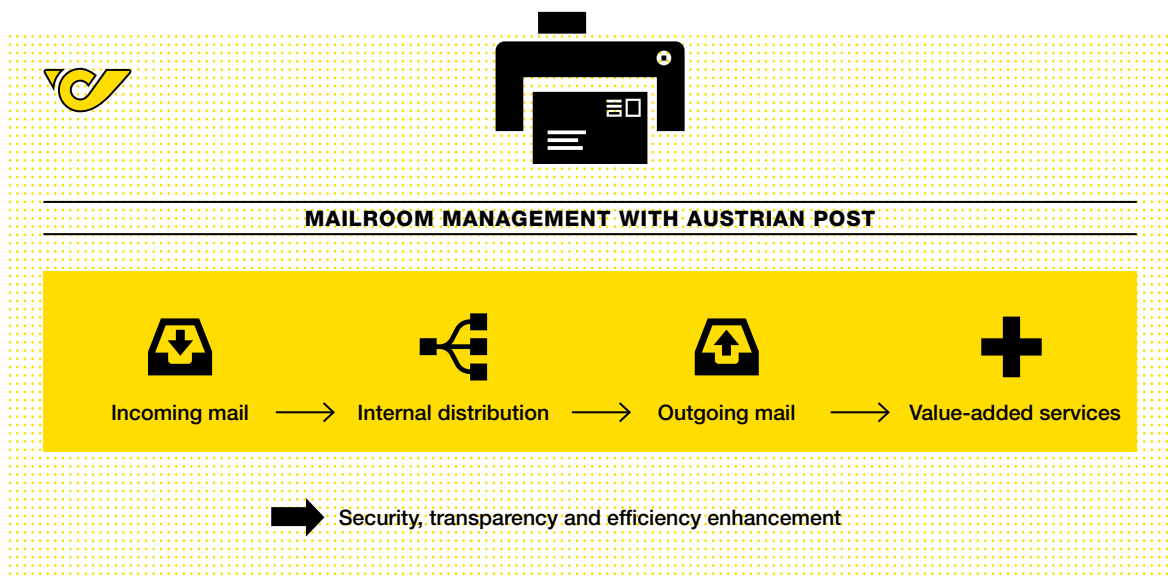 MAILROOM MANAGEMENT WITH AUSTRIAN POST
Incoming mail
Internal distribution
Outgoing mail
Value-added services
Security, transparency and efficiency enhancement